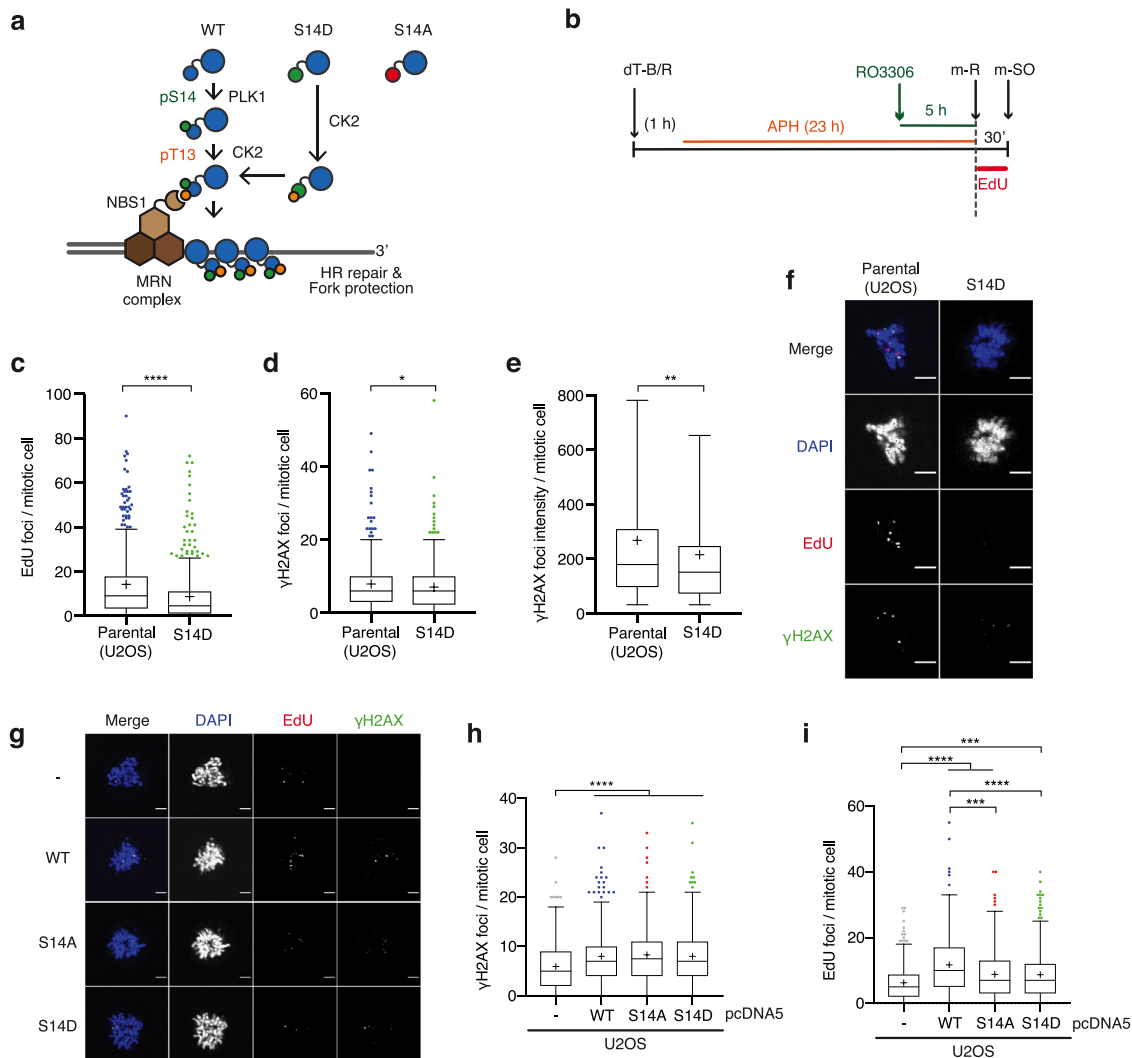 a
WT
S14D
S14A
pS14
PLK1
CK2
pT13
CK2
NBS1
3'
MRN
complex
HR repair &
Fork protection
b
dT-B/R
RO3306
m-R
m-SO
(1 h)
5 h
APH (23 h)
30'
EdU
c
****
EdU foci / mitotic cell
100
80
60
40
20
0
Parental
(U2OS)
S14D
d
*
γH2AX foci / mitotic cell
60
40
20
0
Parental
(U2OS)
S14D
e
**
γH2AX foci intensity / mitotic cell
800
600
400
200
0
Parental
(U2OS)
S14D
f
Parental
(U2OS)
S14D
Merge
DAPI
EdU
γH2AX
g
Merge
DAPI
EdU
γH2AX
-
WT
S14A
S14D
h
****
γH2AX foci / mitotic cell
40
30
20
10
0
-
WT
S14A
S14D
pcDNA5
U2OS
i
***
****
****
***
EdU foci / mitotic cell
60
40
20
0
-
WT
S14A
S14D
pcDNA5
U2OS